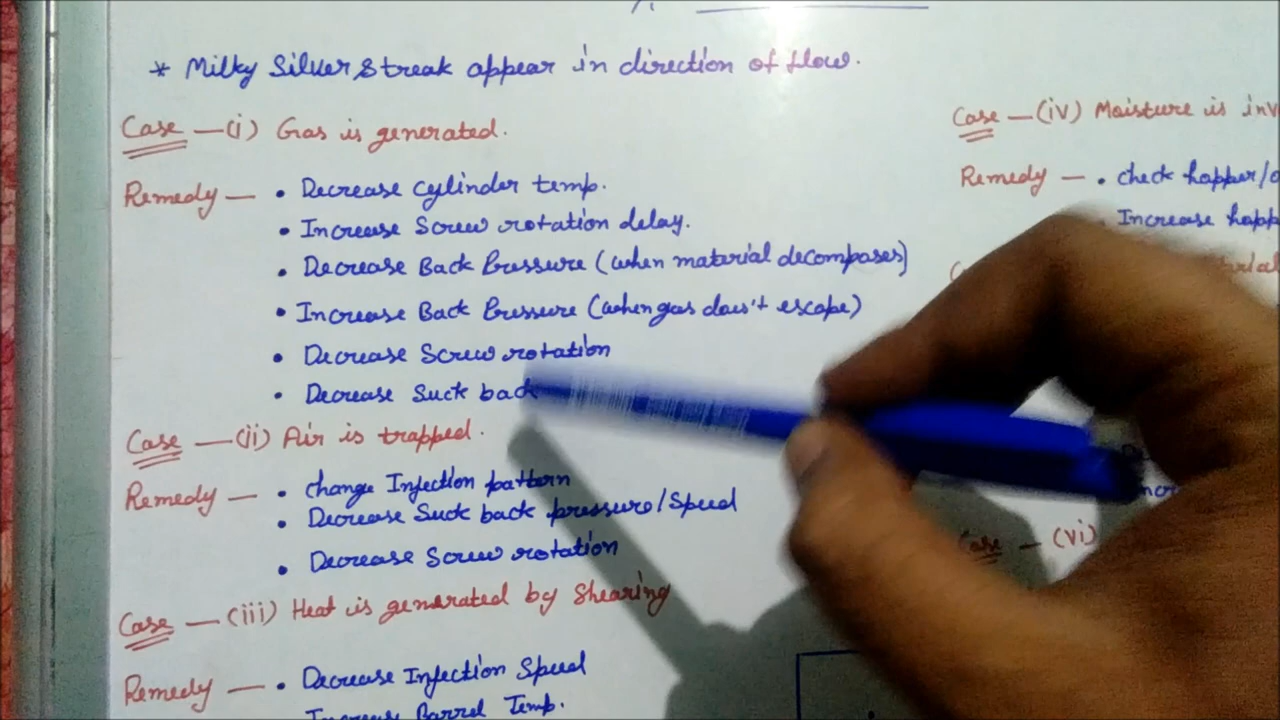 * Milky Silver Streak appear in direction of flow.
Case —(i) Gas is generated.
Remedy — • Decrease cylinder temp.
• Increase Screw rotation delay.
• Decrease Back Pressure (when material decomposes)
• Increase Back Pressure (when gas does't escape)
• Decrease Screw rotation
• Decrease Suck back
Case —(ii) Air is trapped.
Remedy — • change Injection pattern
• Decrease Suck back pressure/Speed
• Decrease Screw rotation
Case —(iii) Heat is generated by Shearing
Remedy — • Decrease Injection Speed
Increase Barrel Temp.
Case —(iv) Moisture is
Remedy — • check hopper/
• Increase
Case — (vi)